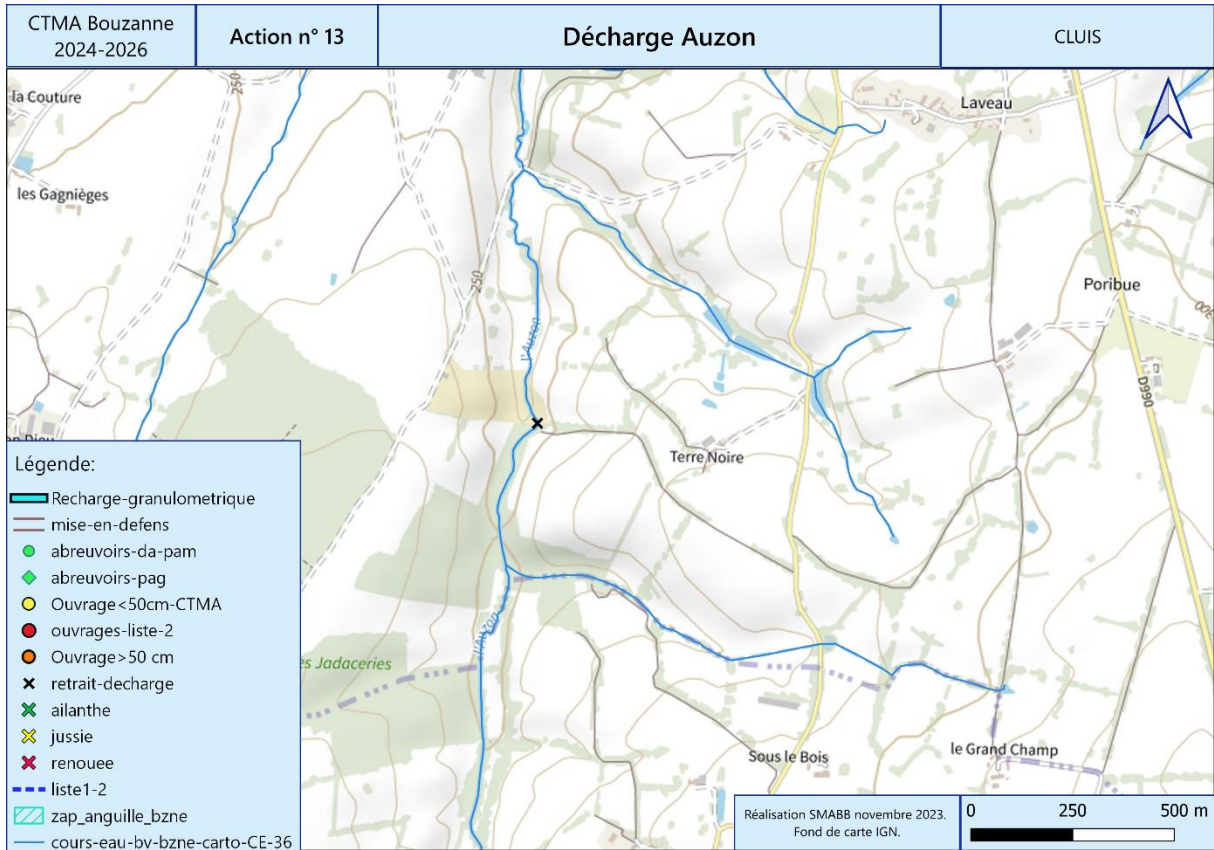 CTMA Bouzanne
2024-2026
Action n° 13
Décharge Auzon
CLUIS
la Couture
250
Laveau
les Gagnièges
250
Poribue
300
l'Auzon
D990
Terre Noire
Légende:
Recharge-granulometrique
mise-en-defens
abreuvoirs-da-pam
abreuvoirs-pag
Ouvrage<50cm-CTMA
ouvrages-liste-2
Ouvrage>50 cm
retrait-decharge
ailanthe
jussie
renouee
liste1-2
zap_anguille_bzne
cours-eau-bv-bzne-carto-CE-36
l'Auzon
es Jadaceries
Sous le Bois
le Grand Champ
Réalisation SMABB novembre 2023.
Fond de carte IGN.
0 250 500 m